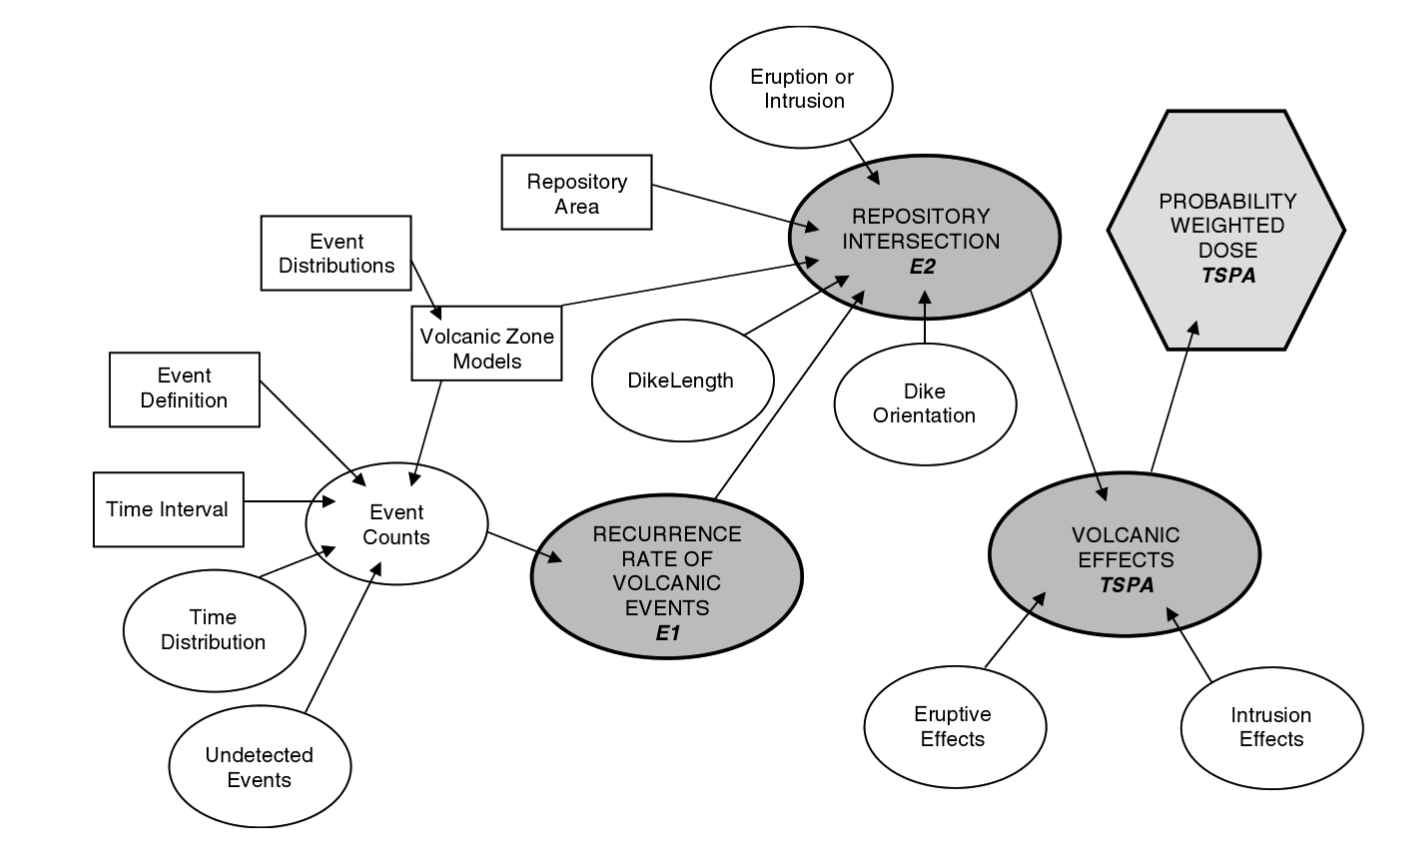 Eruption or
Intrusion
Repository
Area
REPOSITORY
INTERSECTION
E2
PROBABILITY
WEIGHTED
DOSE
TSPA
Event
Distributions
Volcanic Zone
Models
DikeLength
Dike
Orientation
Event
Definition
Time Interval
Event
Counts
RECURRENCE
RATE OF
VOLCANIC
EVENTS
E1
VOLCANIC
EFFECTS
TSPA
Time
Distribution
Undetected
Events
Eruptive
Effects
Intrusion
Effects